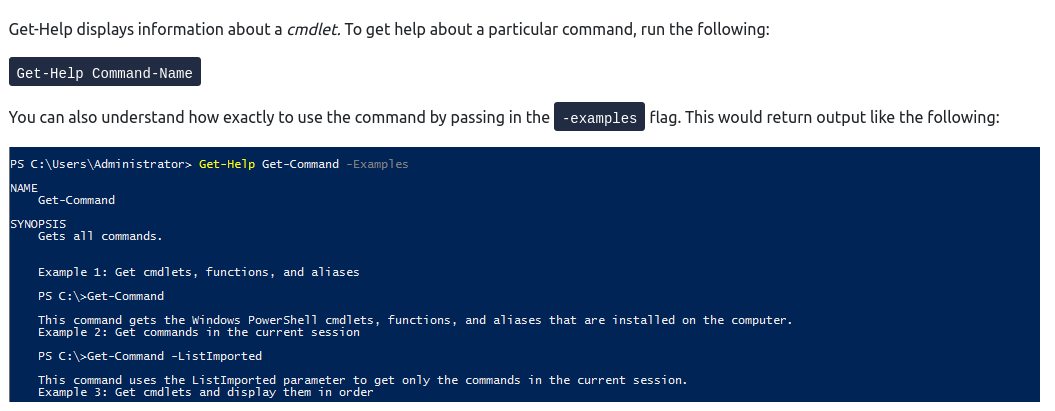 Get-Help displays information about a cmdlet. To get help about a particular command, run the following:
Get-Help Command-Name
You can also understand how exactly to use the command by passing in the -examples flag. This would return output like the following:
PS C:\Users\Administrator> Get-Help Get-Command -Examples
NAME
Get-Command
SYNOPSIS
Gets all commands.
Example 1: Get cmdlets, functions, and aliases
PS C:\>Get-Command
This command gets the Windows PowerShell cmdlets, functions, and aliases that are installed on the computer.
Example 2: Get commands in the current session
PS C:\>Get-Command -ListImported
This command uses the ListImported parameter to get only the commands in the current session.
Example 3: Get cmdlets and display them in order